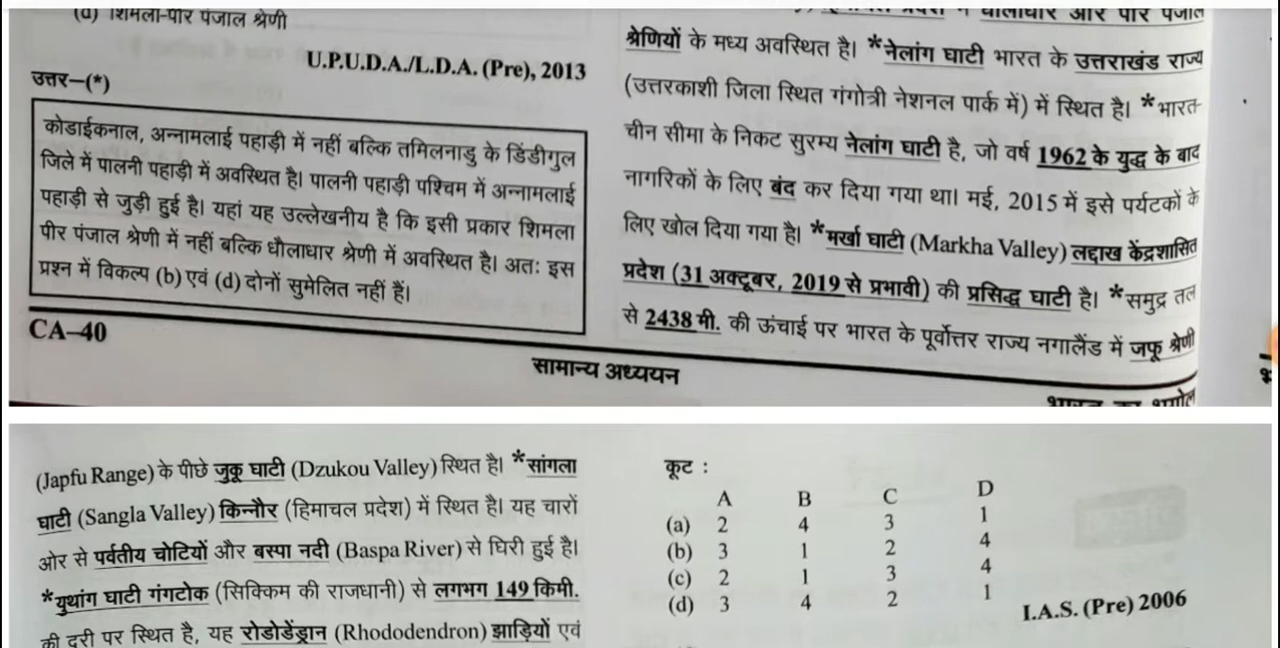 (d) शिमला-पीर पंजाल श्रेणी
U.P.U.D.A./L.D.A. (Pre), 2013
उत्तर–(*)
कोडाईकनाल, अन्नामलाई पहाड़ी में नहीं बल्कि तमिलनाडु के डिंडीगुल
जिले में पालनी पहाड़ी में अवस्थित है। पालनी पहाड़ी पश्चिम में अन्नामलाई
पहाड़ी से जुड़ी हुई है। यहां यह उल्लेखनीय है कि इसी प्रकार शिमला
पीर पंजाल श्रेणी में नहीं बल्कि धौलाधार श्रेणी में अवस्थित है। अतः इस
प्रश्न में विकल्प (b) एवं (d) दोनों सुमेलित नहीं हैं।
CA–40
धौलाधार और पीर पंजाल
श्रेणियों के मध्य अवस्थित है। *नेलांग घाटी भारत के उत्तराखंड राज्य
(उत्तरकाशी जिला स्थित गंगोत्री नेशनल पार्क में) में स्थित है। *भारत-
चीन सीमा के निकट सुरम्य नेलांग घाटी है, जो वर्ष 1962 के युद्ध के बाद
नागरिकों के लिए बंद कर दिया गया था। मई, 2015 में इसे पर्यटकों के
लिए खोल दिया गया है। *मर्खा घाटी (Markha Valley) लद्दाख केंद्रशासित
प्रदेश (31 अक्टूबर, 2019 से प्रभावी) की प्रसिद्ध घाटी है। *समुद्र तल
से 2438 मी. की ऊंचाई पर भारत के पूर्वोत्तर राज्य नगालैंड में जफू श्रेणी
सामान्य अध्ययन
भारत का भूगोल
(Japfu Range) के पीछे जुकू घाटी (Dzukou Valley) स्थित है। *सांगला
घाटी (Sangla Valley) किन्नौर (हिमाचल प्रदेश) में स्थित है। यह चारों
ओर से पर्वतीय चोटियों और बस्पा नदी (Baspa River) से घिरी हुई है।
*युथांग घाटी गंगटोक (सिक्किम की राजधानी) से लगभग 149 किमी.
की दूरी पर स्थित है, यह रोडोडेंड्रान (Rhododendron) झाड़ियों एवं
कूट :
A B C D
(a) 2 4 3 1
(b) 3 1 2 4
(c) 2 1 3 4
(d) 3 4 2 1
I.A.S. (Pre) 2006